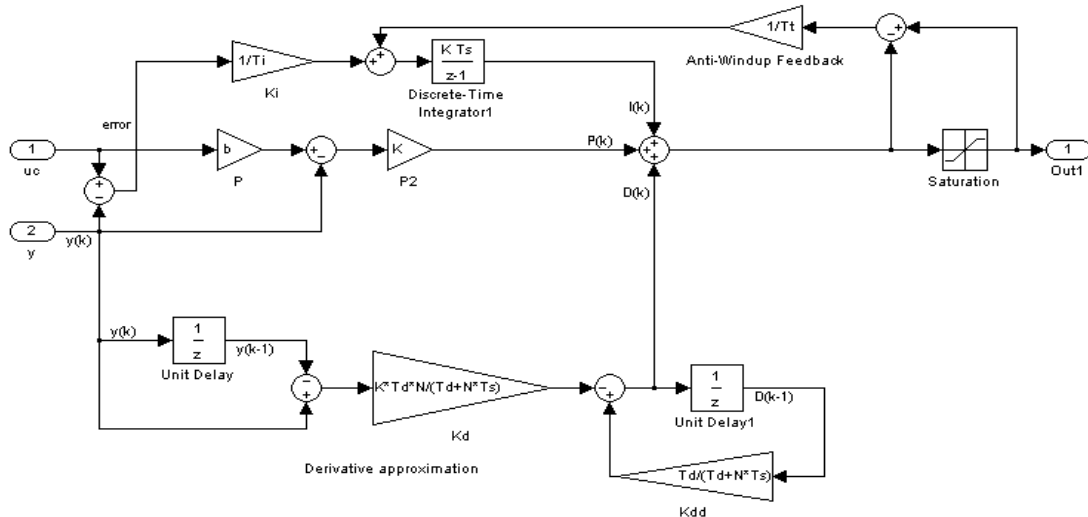 1/Tt
Anti-Windup Feedback
1/Ti
Ki
K Ts
z-1
Discrete-Time
Integrator1
I(k)
error
1
uc
b
P
K
P2
P(k)
Saturation
1
Out1
D(k)
2
y
y(k)
y(k)
1
z
Unit Delay
y(k-1)
K*Td*N/(Td+N*Ts)
Kd
1
z
Unit Delay1
D(k-1)
Derivative approximation
Td/(Td+N*Ts)
Kdd